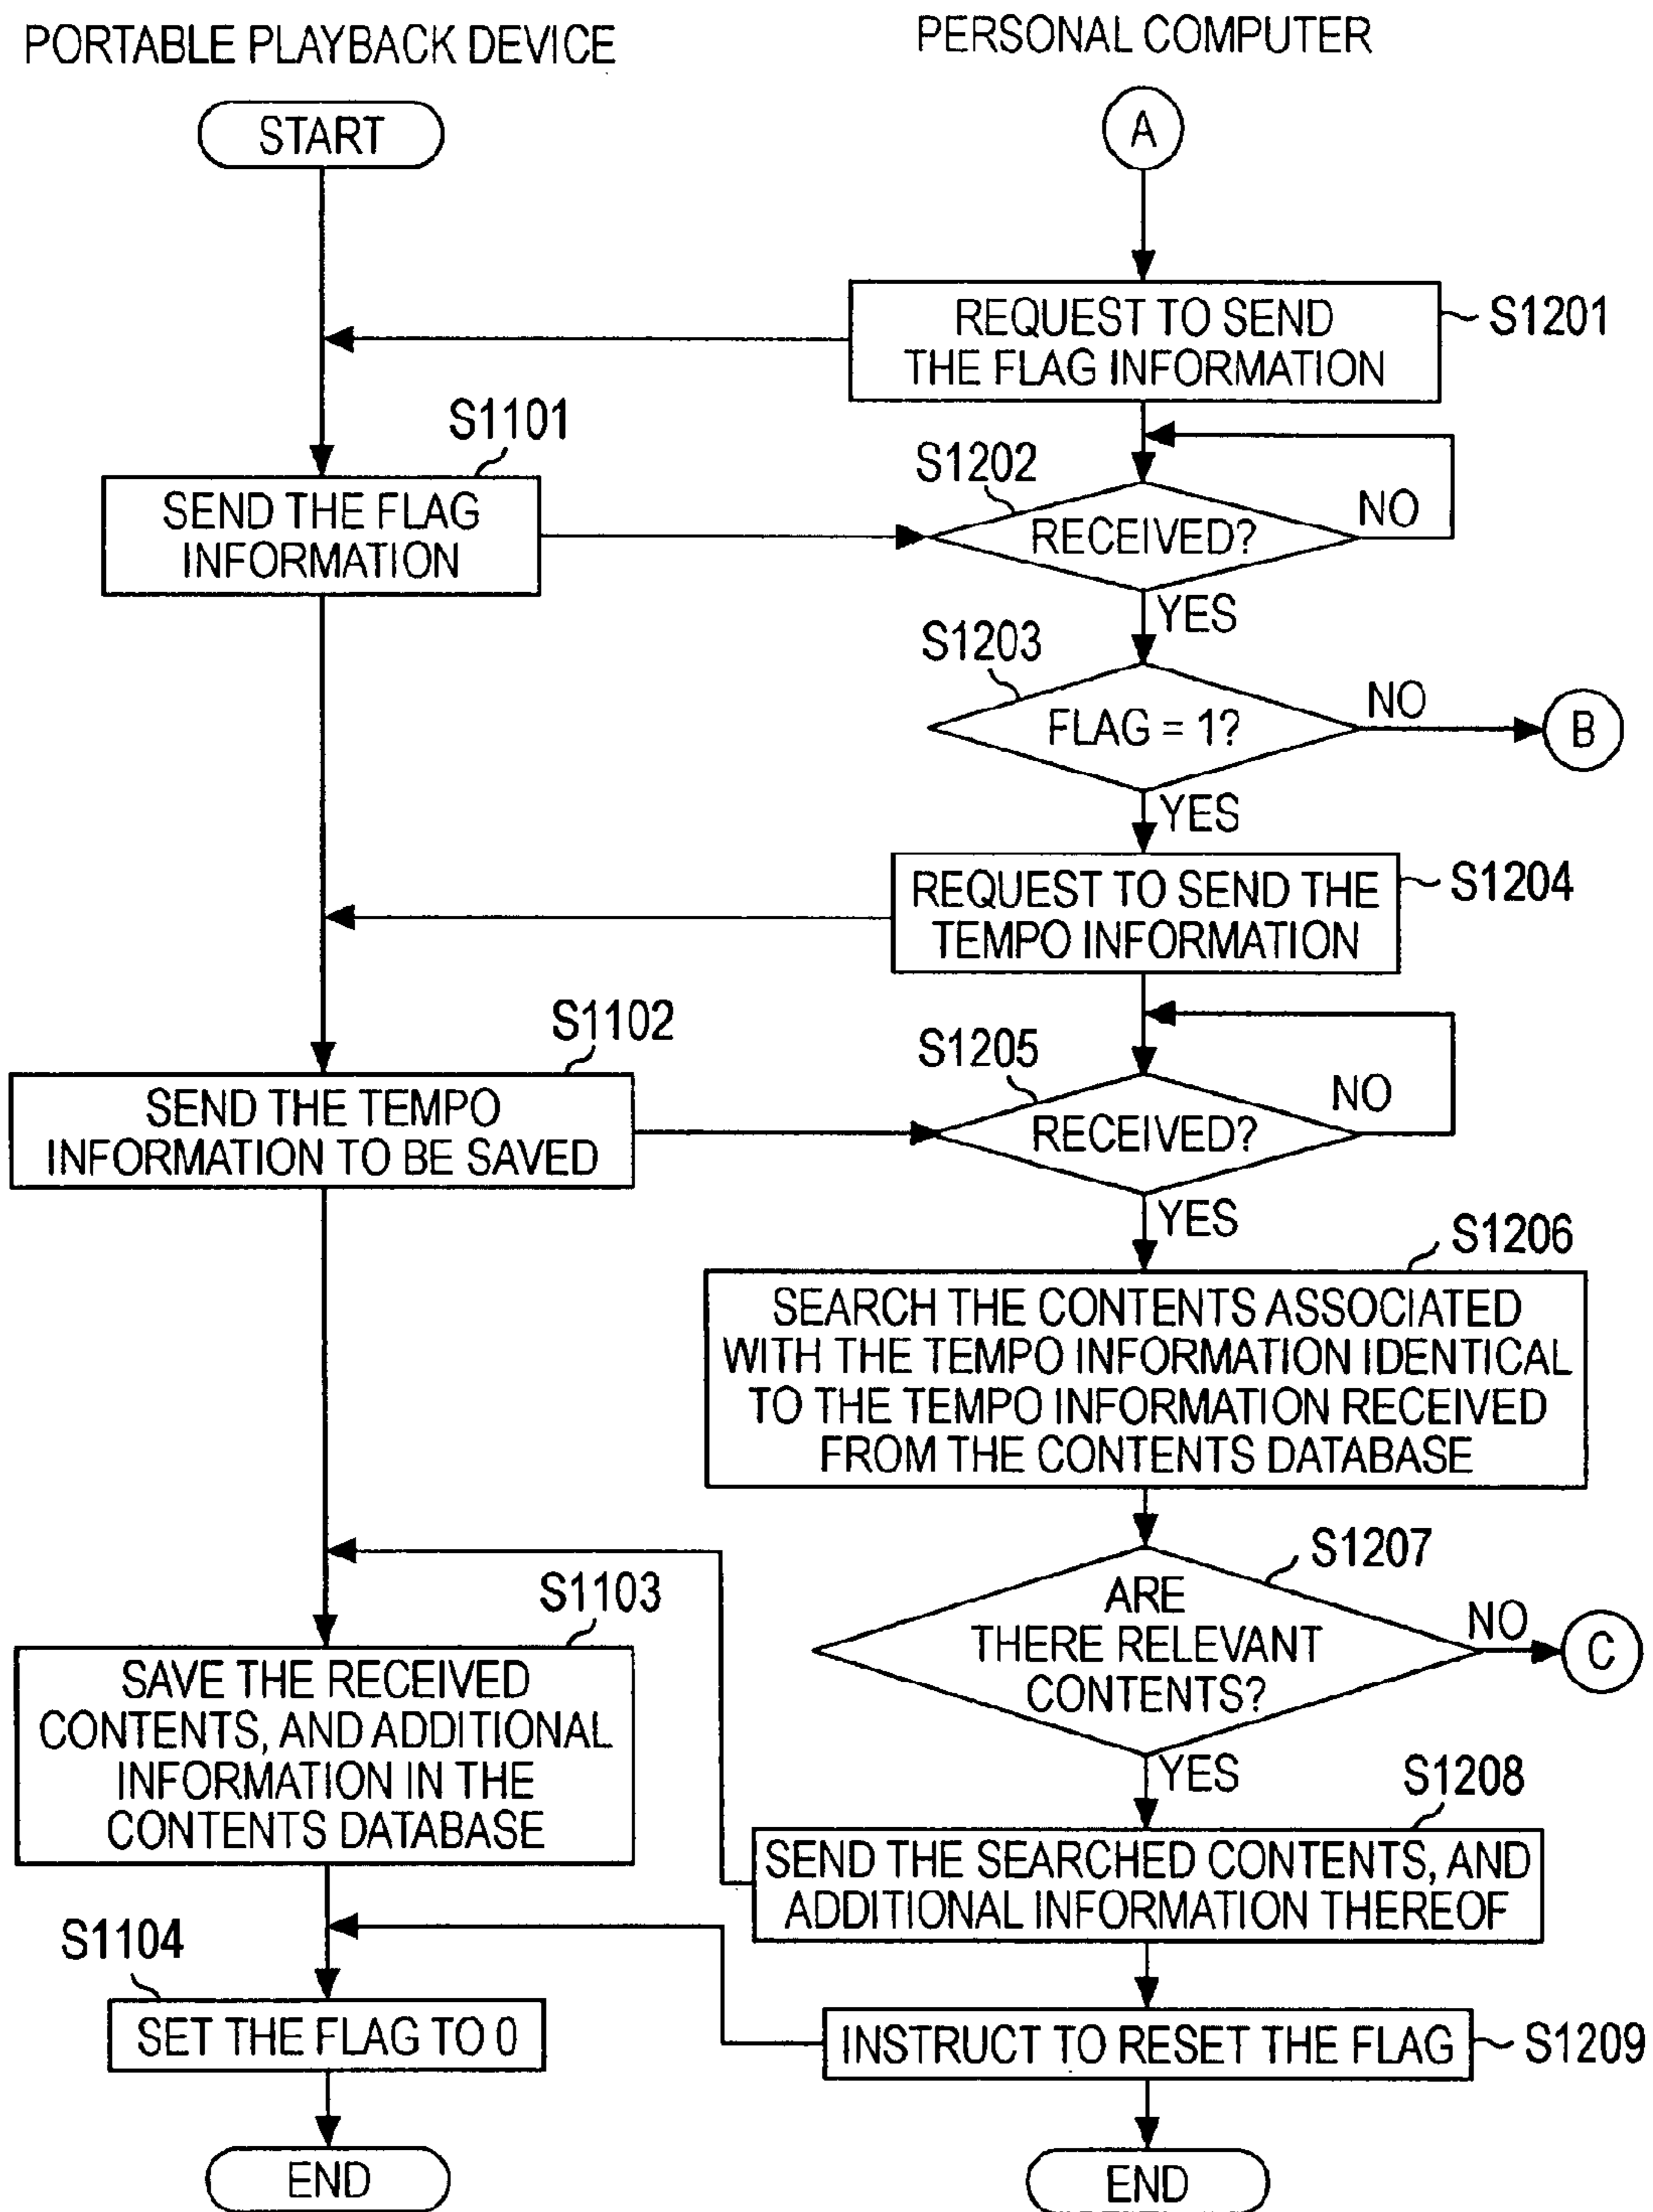 PORTABLE PLAYBACK DEVICE
PERSONAL COMPUTER
START
A
REQUEST TO SEND
THE FLAG INFORMATION
S1201
S1101
SEND THE FLAG
INFORMATION
S1202
RECEIVED?
NO
YES
S1203
FLAG = 1?
NO
B
YES
REQUEST TO SEND THE
TEMPO INFORMATION
S1204
S1102
SEND THE TEMPO
INFORMATION TO BE SAVED
S1205
RECEIVED?
NO
YES
S1206
SEARCH THE CONTENTS ASSOCIATED
WITH THE TEMPO INFORMATION IDENTICAL
TO THE TEMPO INFORMATION RECEIVED
FROM THE CONTENTS DATABASE
S1207
ARE
THERE RELEVANT
CONTENTS?
NO
C
YES
S1103
SAVE THE RECEIVED
CONTENTS, AND ADDITIONAL
INFORMATION IN THE
CONTENTS DATABASE
S1208
SEND THE SEARCHED CONTENTS, AND
ADDITIONAL INFORMATION THEREOF
S1104
SET THE FLAG TO 0
INSTRUCT TO RESET THE FLAG
S1209
END
END